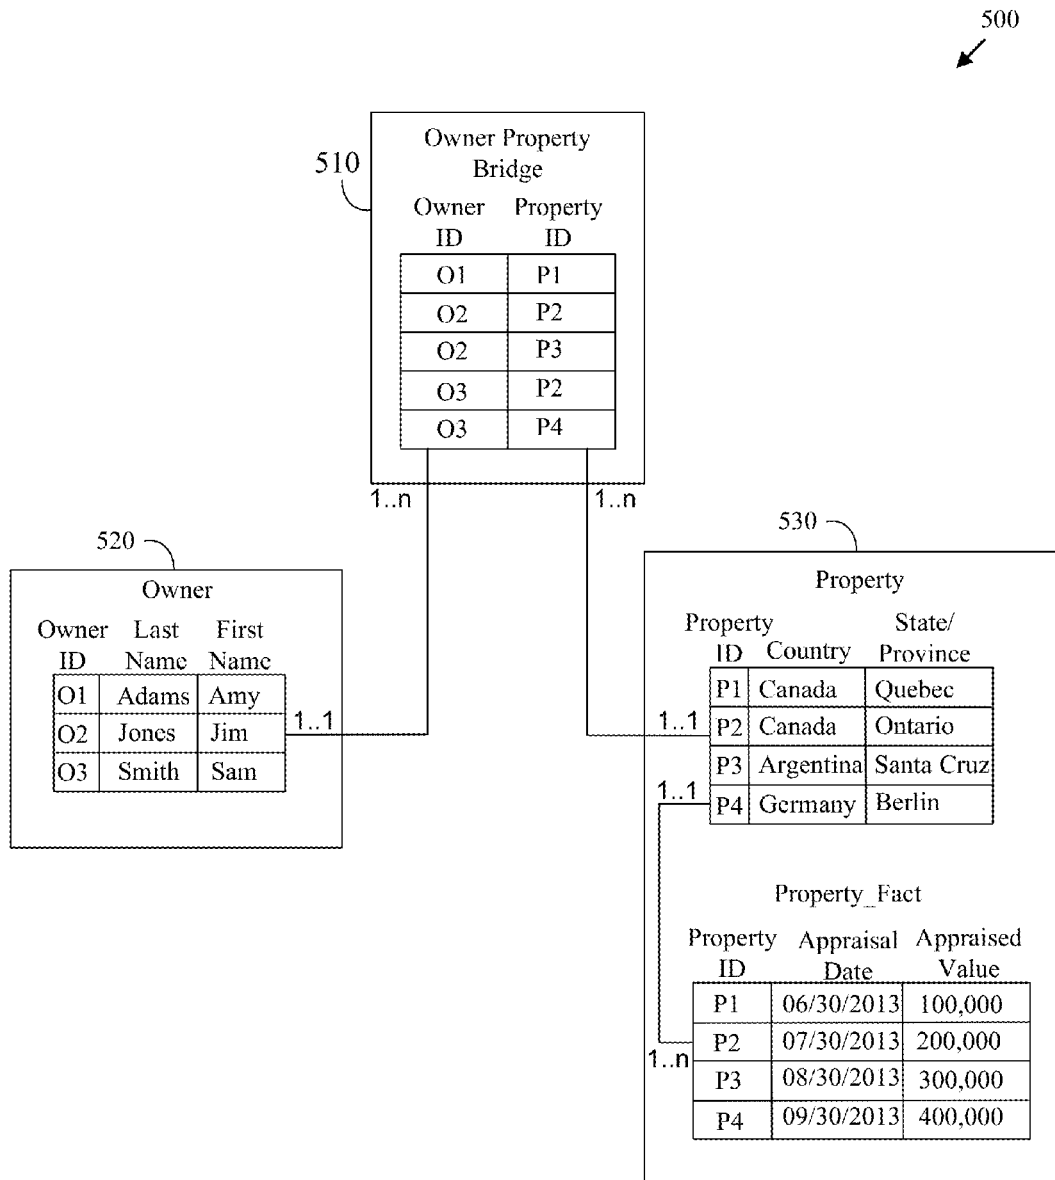 500
Owner Property
Bridge
510
Owner Property
ID ID
O1 P1
O2 P2
O2 P3
O3 P2
O3 P4
1..n 1..n
520
Owner
Owner Last First
ID Name Name
O1 Adams Amy
O2 Jones Jim
O3 Smith Sam
1..1
530
Property
Property State/
ID Country Province
P1 Canada Quebec
P2 Canada Ontario
P3 Argentina Santa Cruz
P4 Germany Berlin
1..1
1..1
Property_Fact
Property Appraisal Appraised
ID Date Value
P1 06/30/2013 100,000
P2 07/30/2013 200,000
P3 08/30/2013 300,000
P4 09/30/2013 400,000
1..n